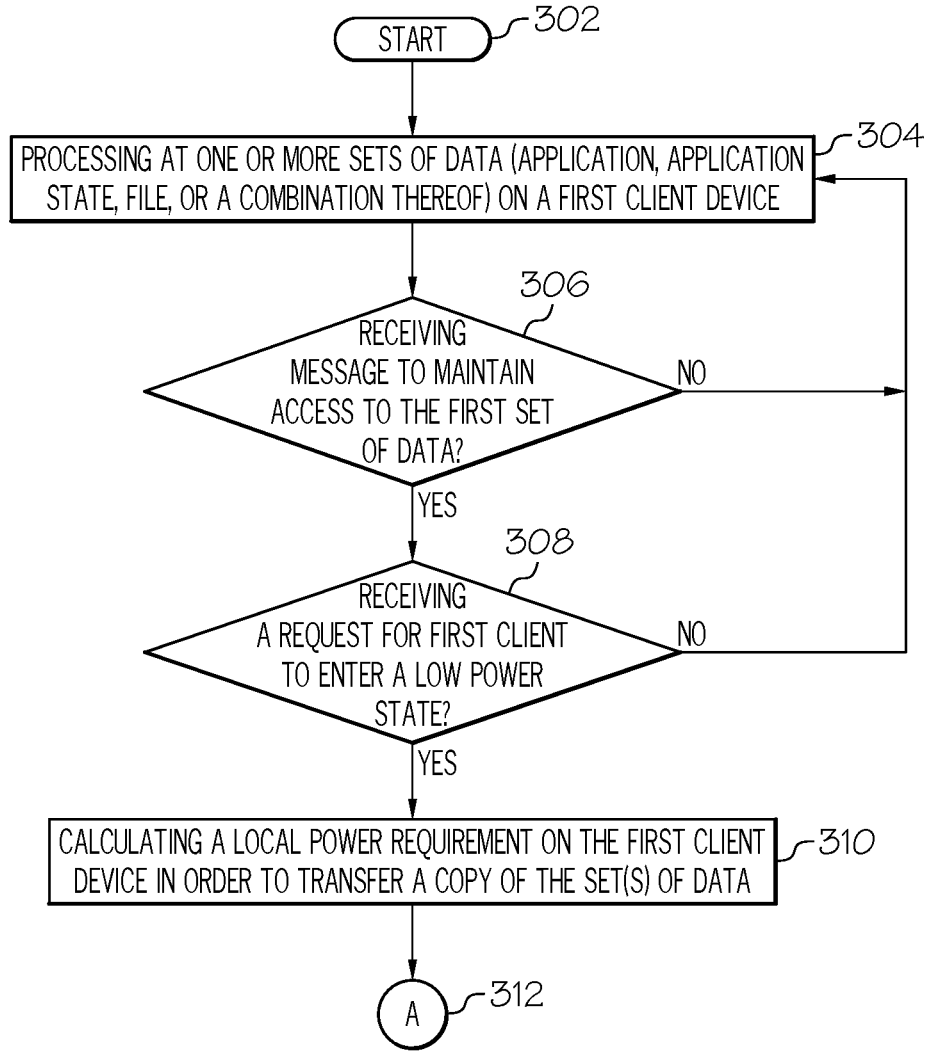 START
302
PROCESSING AT ONE OR MORE SETS OF DATA (APPLICATION, APPLICATION
STATE, FILE, OR A COMBINATION THEREOF) ON A FIRST CLIENT DEVICE
304
RECEIVING
MESSAGE TO MAINTAIN
ACCESS TO THE FIRST SET
OF DATA?
306
NO
YES
RECEIVING
A REQUEST FOR FIRST CLIENT
TO ENTER A LOW POWER
STATE?
308
NO
YES
CALCULATING A LOCAL POWER REQUIREMENT ON THE FIRST CLIENT
DEVICE IN ORDER TO TRANSFER A COPY OF THE SET(S) OF DATA
310
A
312